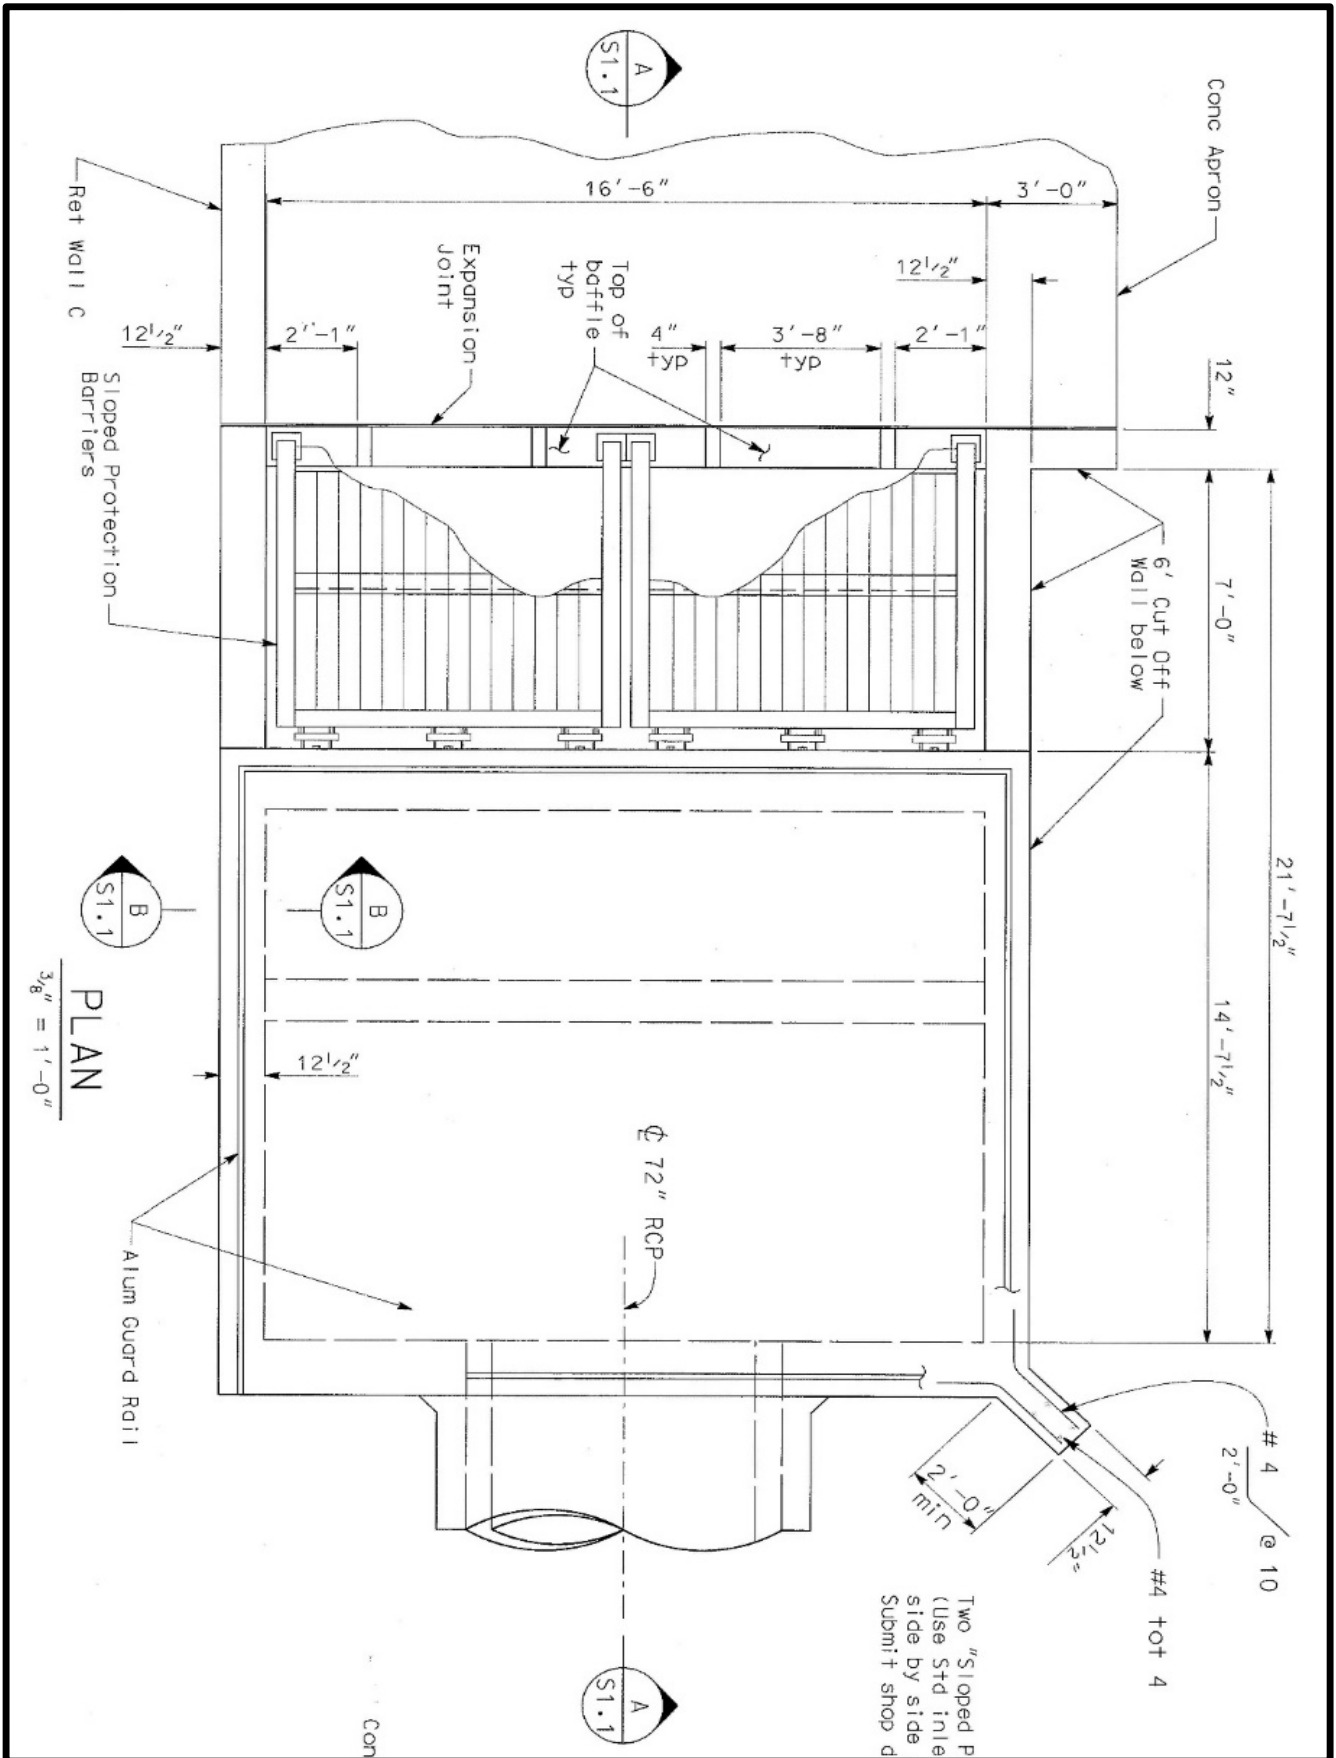 A
S1.1
Conc Apron
16'-6"
3'-0"
12½"
Ret Wall C
Expansion
Joint
Top of
baffle
typ
12½"
2'-1"
4"
typ
3'-8"
typ
2'-1"
12"
Sloped Protection
Barriers
6' Cut Off
Wall below
7'-0"
21'-7½"
14'-7½"
B
S1.1
B
S1.1
PLAN
3/8" = 1'-0"
12½"
℄ 72" RCP
Alum Guard Rail
# 4 @ 10
2'-0"
2'-0"
min
12½"
#4 tot 4
Two "Sloped P
(Use Std inle
side by side
Submit shop d
A
S1.1
Con